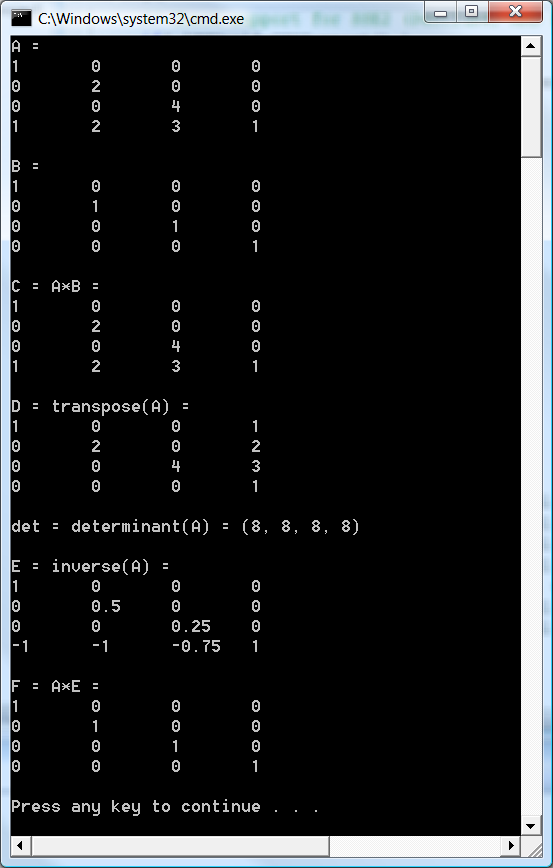 C:\Windows\system32\cmd.exe
A =
1 0 0 0
0 2 0 0
0 0 4 0
1 2 3 1
B =
1 0 0 0
0 1 0 0
0 0 1 0
0 0 0 1
C = A*B =
1 0 0 0
0 2 0 0
0 0 4 0
1 2 3 1
D = transpose(A) =
1 0 0 1
0 2 0 2
0 0 4 3
0 0 0 1
det = determinant(A) = (8, 8, 8, 8)
E = inverse(A) =
1 0 0 0
0 0.5 0 0
0 0 0.25 0
-1 -1 -0.75 1
F = A*E =
1 0 0 0
0 1 0 0
0 0 1 0
0 0 0 1
Press any key to continue . . .